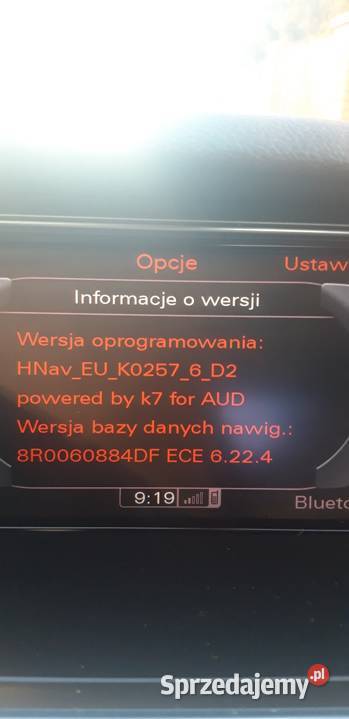 Opcje Ustaw
Informacje o wersji
Wersja oprogramowania:
HNav_EU_K0257_6_D2
powered by k7 for AUD
Wersja bazy danych nawig.:
8R0060884DF ECE 6.22.4
9:19
Blueto
Sprzedajemy.pl